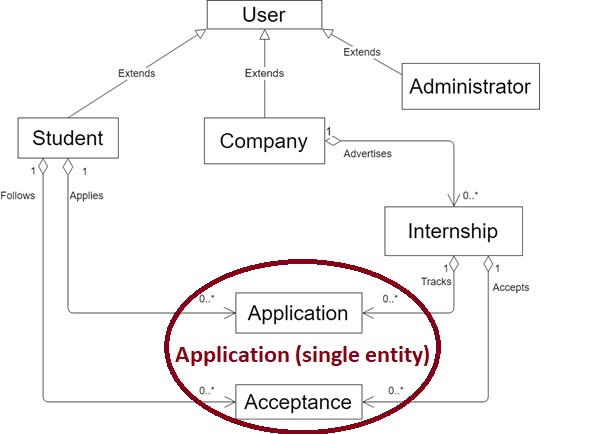 User
Extends
Extends
Extends
Administrator
Student
Company
1
Advertises
1
1
Follows
Applies
0..*
Internship
1
1
Tracks
Accepts
0..*
0..*
Application
Application (single entity)
0..*
0..*
Acceptance